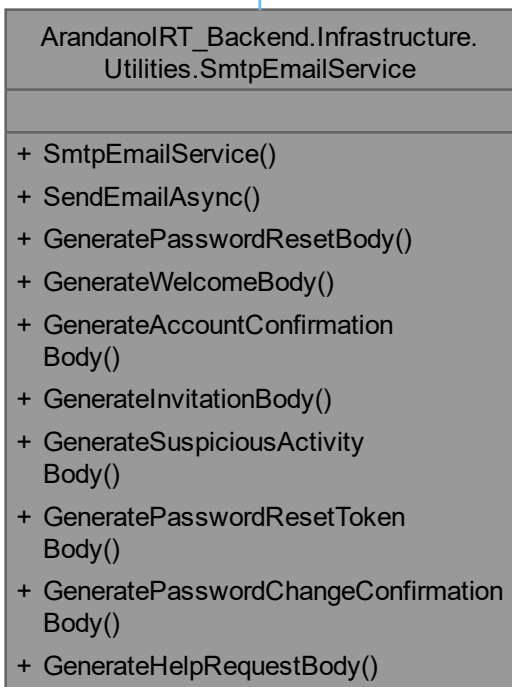 ArandanoIRT_Backend.Infrastructure.
Utilities.SmtpEmailService
+ SmtpEmailService()
+ SendEmailAsync()
+ GeneratePasswordResetBody()
+ GenerateWelcomeBody()
+ GenerateAccountConfirmation
Body()
+ GenerateInvitationBody()
+ GenerateSuspiciousActivity
Body()
+ GeneratePasswordResetToken
Body()
+ GeneratePasswordChangeConfirmation
Body()
+ GenerateHelpRequestBody()